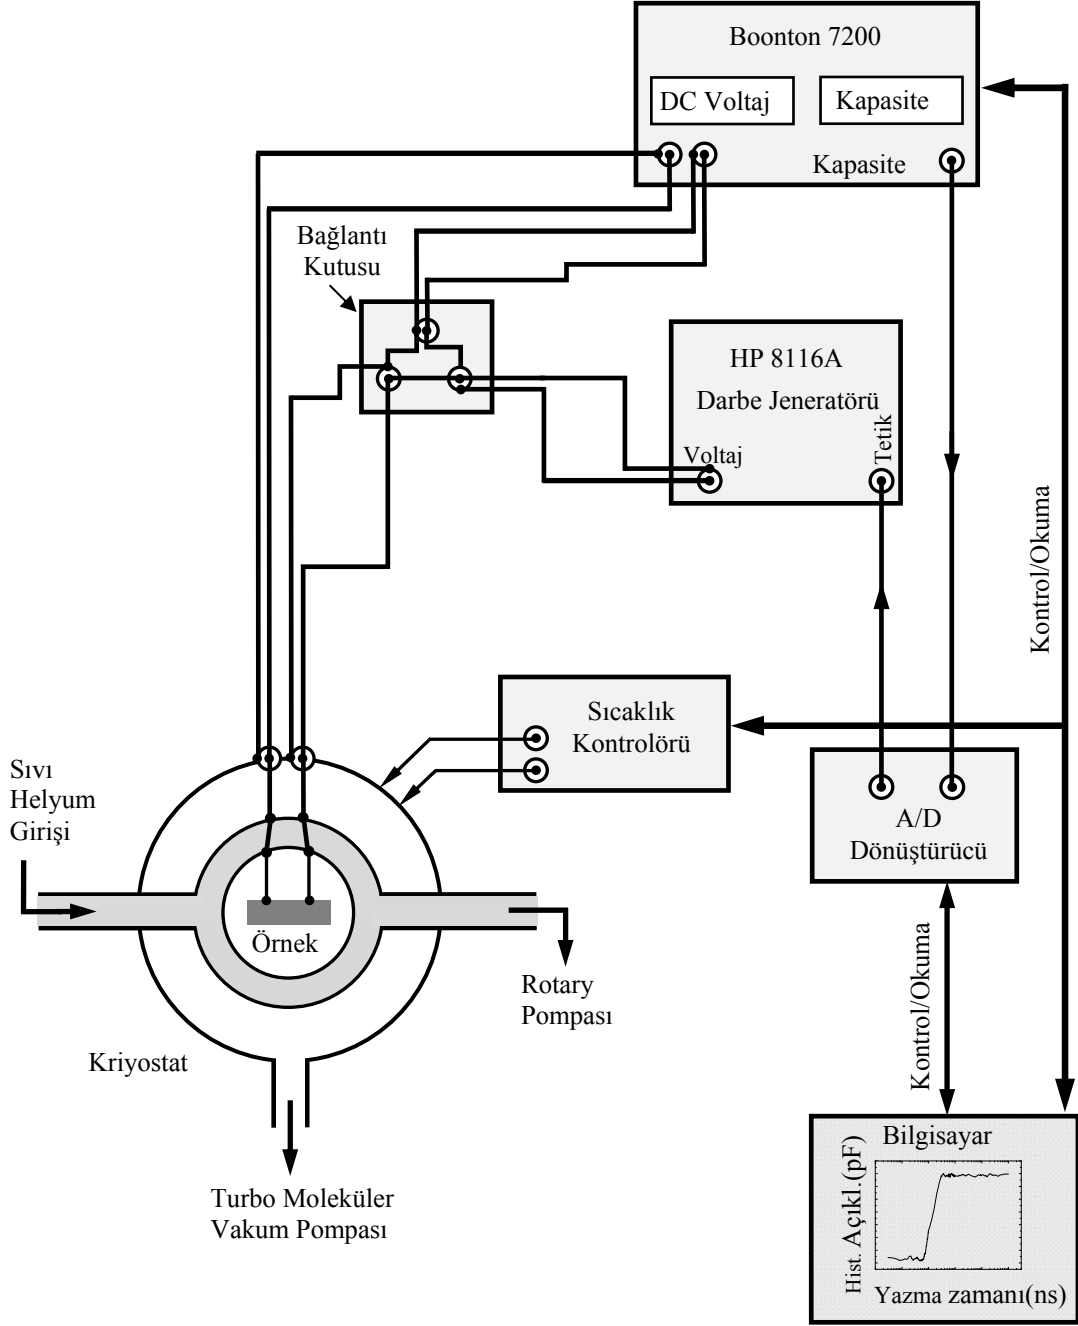 Boonton 7200
DC Voltaj
Kapasite
Kapasite
Bağlantı
Kutusu
HP 8116A
Darbe Jeneratörü
Voltaj
Tetik
Kontrol/Okuma
Sıcaklık
Kontrolörü
Sıvı
Helyum
Girişi
A/D
Dönüştürücü
Örnek
Rotary
Pompası
Kriyostat
Kontrol/Okuma
Turbo Moleküler
Vakum Pompası
Bilgisayar
Hist. Açıkl.(pF)
Yazma zamanı(ns)